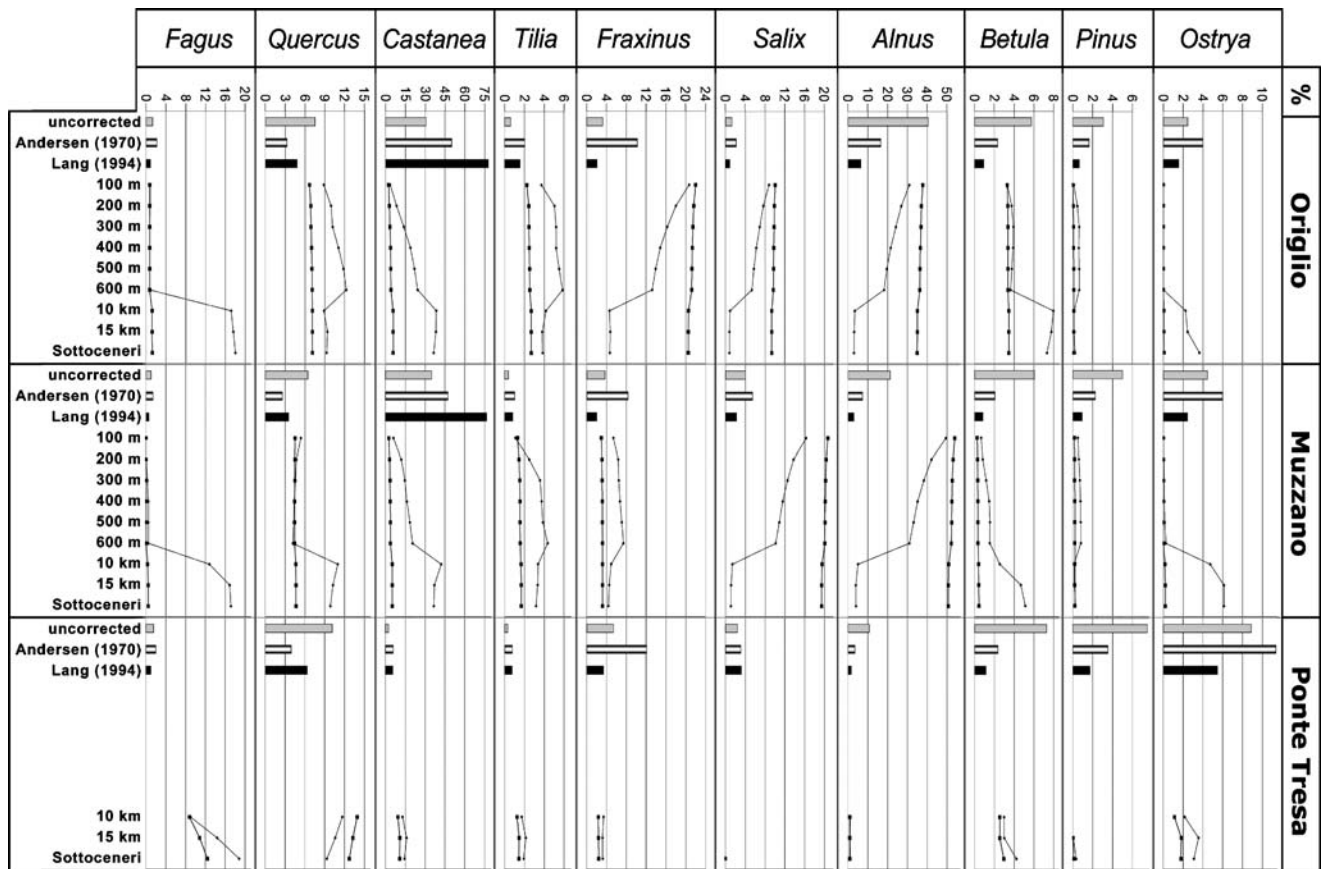 Fagus Quercus Castanea Tilia Fraxinus Salix Alnus Betula Pinus Ostrya
0 4 8 12 16 20 0 3 6 9 12 15 0 15 30 45 60 75 0 2 4 6 0 4 8 12 16 20 24 0 4 8 12 16 20 0 10 20 30 40 50 0 2 4 6 8 0 2 4 6 0 2 4 6 8 10 %
uncorrected
Andersen (1970)
Lang (1994)
100 m
200 m
300 m
400 m
500 m
600 m
10 km
15 km
Sottoceneri
Origlio
uncorrected
Andersen (1970)
Lang (1994)
100 m
200 m
300 m
400 m
500 m
600 m
10 km
15 km
Sottoceneri
Muzzano
uncorrected
Andersen (1970)
Lang (1994)
10 km
15 km
Sottoceneri
Ponte Tresa